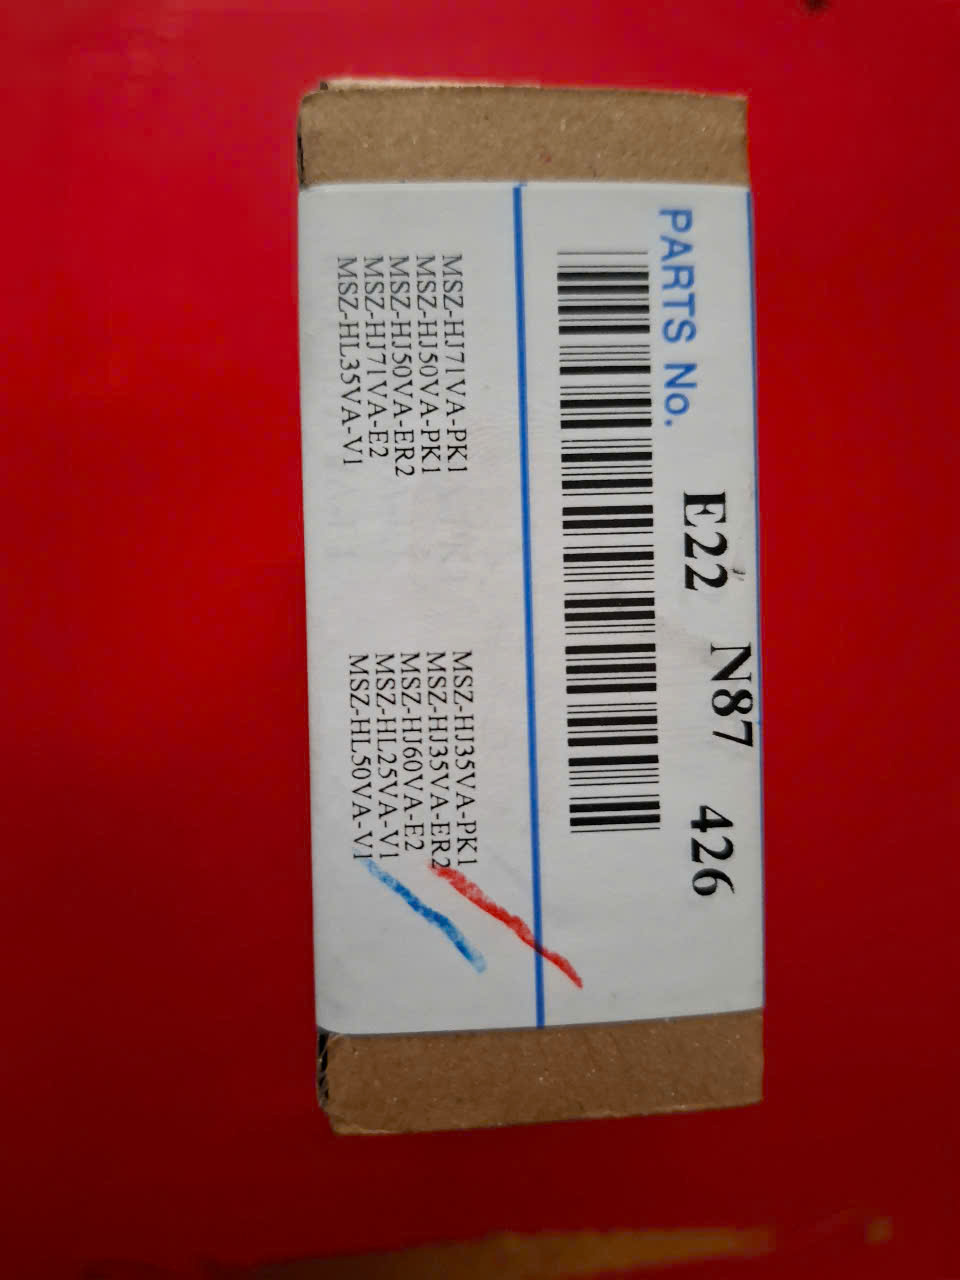 PARTS No. E22 N87 426
MSZ-HJ71VA-PK1 MSZ-HJ35VA-PK1
MSZ-HJ50VA-PK1 MSZ-HJ35VA-ER2
MSZ-HJ50VA-ER2 MSZ-HJ60VA-E2
MSZ-HJ71VA-E2 MSZ-HL25VA-V1
MSZ-HL35VA-V1 MSZ-HL50VA-V1